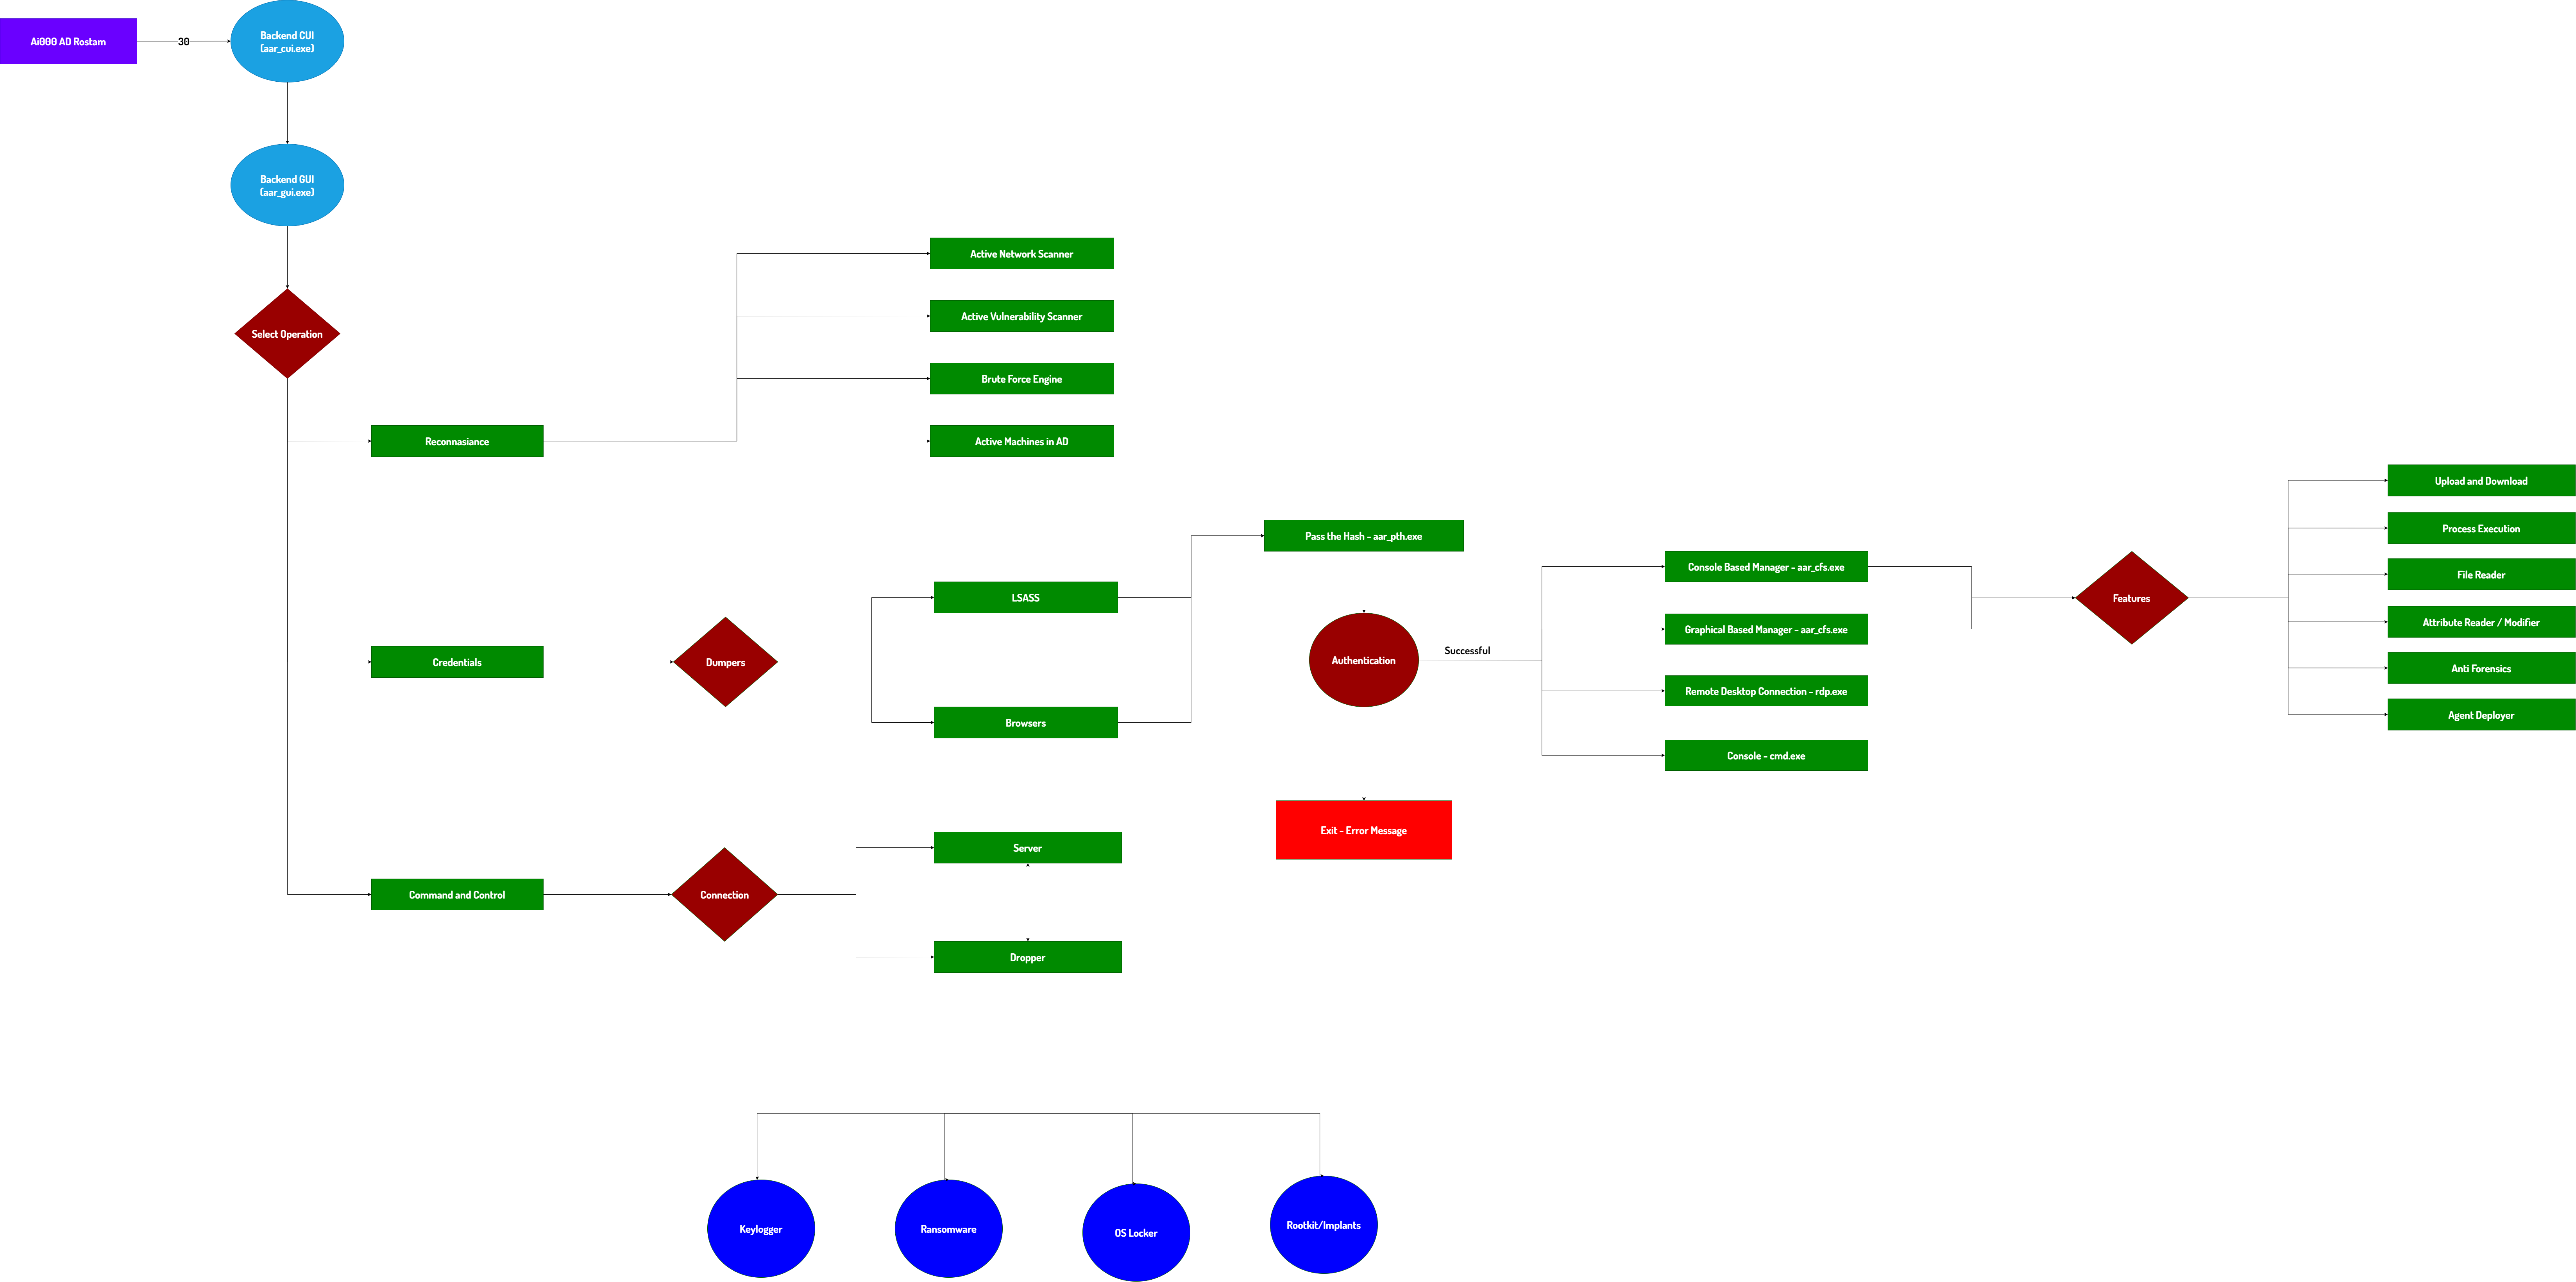 Ai000 AD Rostam
30
Backend CUI
(aar_cui.exe)
Backend GUI
(aar_gui.exe)
Select Operation
Active Network Scanner
Active Vulnerability Scanner
Brute Force Engine
Reconnasiance
Active Machines in AD
Upload and Download
Pass the Hash - aar_pth.exe
Process Execution
Console Based Manager - aar_cfs.exe
File Reader
LSASS
Features
Graphical Based Manager - aar_cfs.exe
Attribute Reader / Modifier
Successful
Credentials
Dumpers
Authentication
Anti Forensics
Remote Desktop Connection - rdp.exe
Browsers
Agent Deployer
Console - cmd.exe
Exit - Error Message
Server
Command and Control
Connection
Dropper
Keylogger
Ransomware
OS Locker
Rootkit/Implants